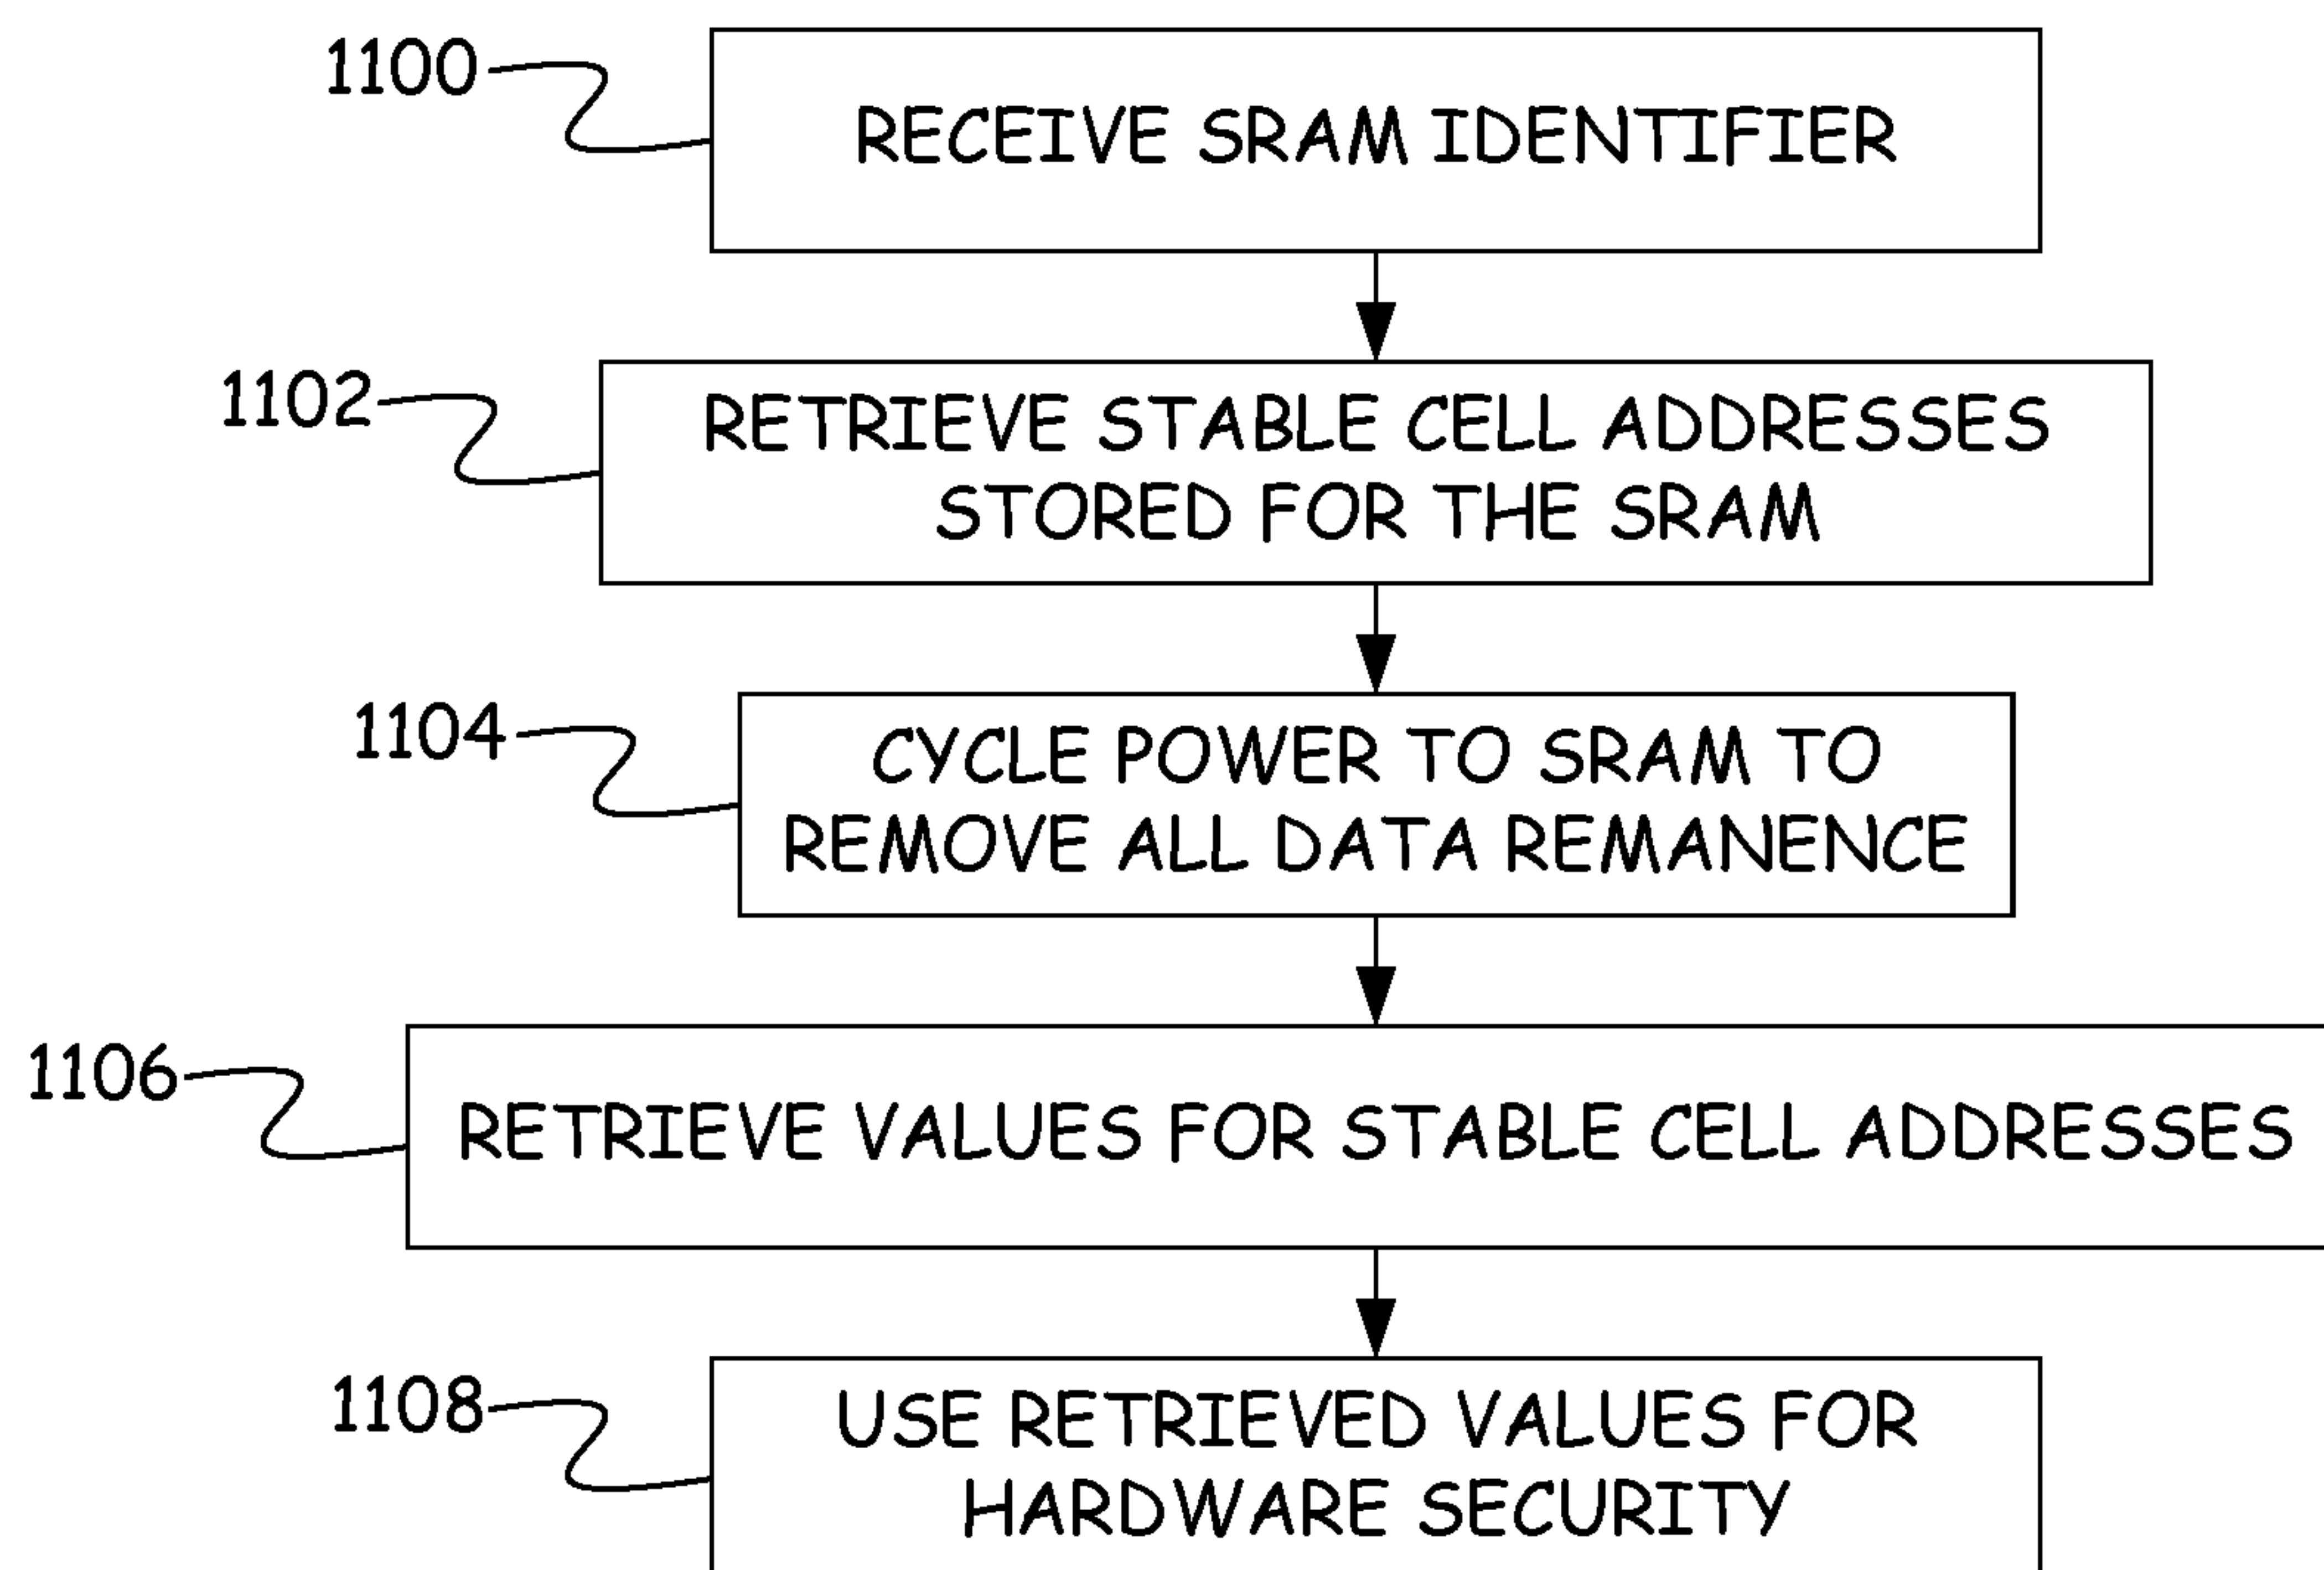 1100
RECEIVE SRAM IDENTIFIER
1102
RETRIEVE STABLE CELL ADDRESSES
STORED FOR THE SRAM
1104
CYCLE POWER TO SRAM TO
REMOVE ALL DATA REMANENCE
1106
RETRIEVE VALUES FOR STABLE CELL ADDRESSES
1108
USE RETRIEVED VALUES FOR
HARDWARE SECURITY